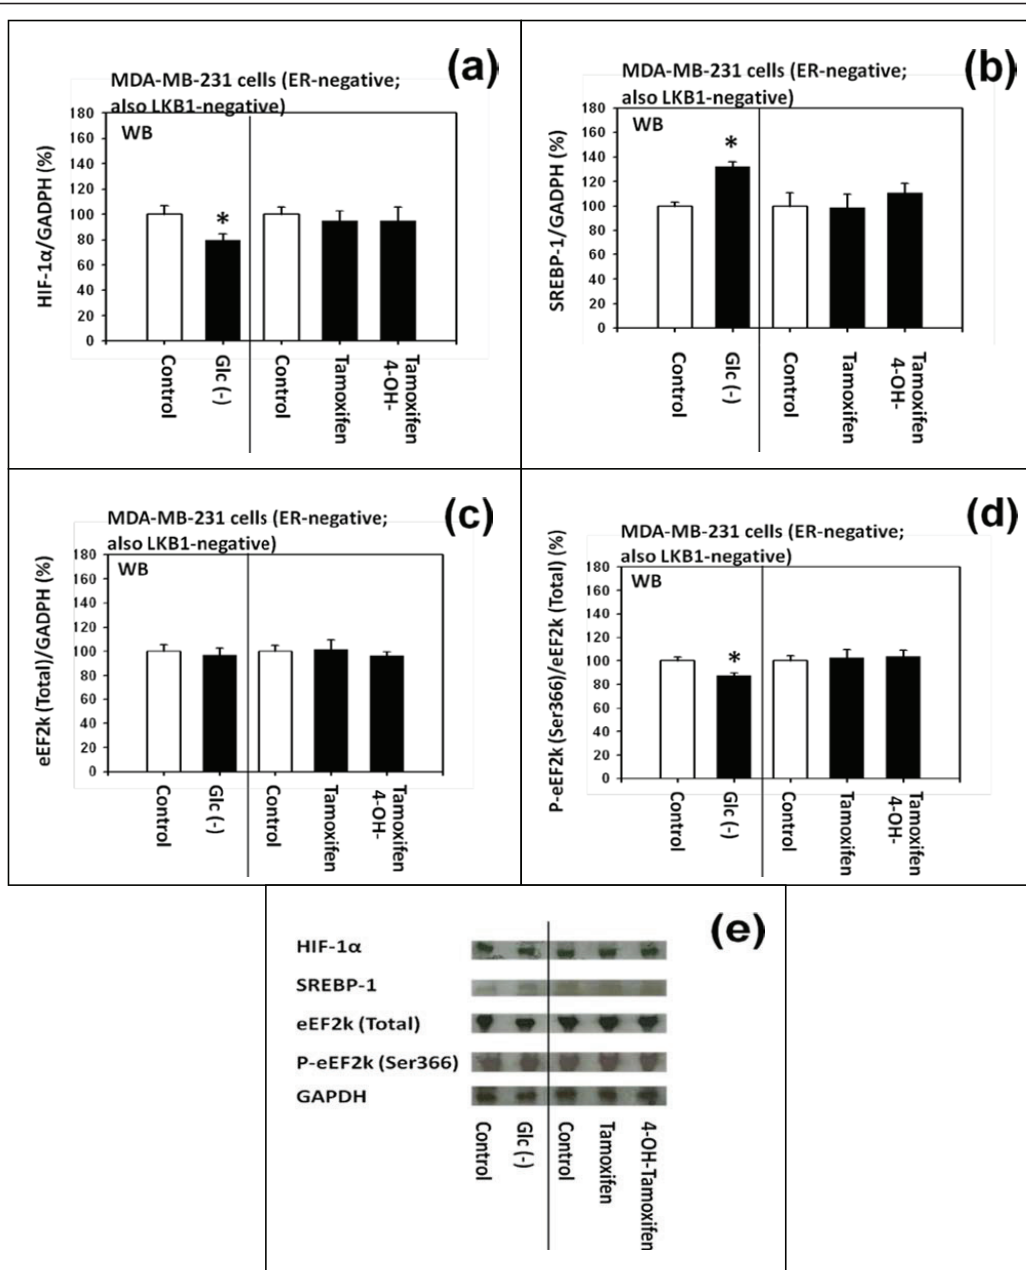 (a)
MDA-MB-231 cells (ER-negative;
also LKB1-negative)
WB
HIF-1α/GADPH (%)
180
160
140
120
100
80
60
40
20
0
*
Control
Glc (-)
Control
Tamoxifen
4-OH-
Tamoxifen
(b)
MDA-MB-231 cells (ER-negative;
also LKB1-negative)
WB
SREBP-1/GADPH (%)
180
160
140
120
100
80
60
40
20
0
*
Control
Glc (-)
Control
Tamoxifen
4-OH-
Tamoxifen
(c)
MDA-MB-231 cells (ER-negative;
also LKB1-negative)
WB
eEF2k (Total)/GADPH (%)
180
160
140
120
100
80
60
40
20
0
Control
Glc (-)
Control
Tamoxifen
4-OH-
Tamoxifen
(d)
MDA-MB-231 cells (ER-negative;
also LKB1-negative)
WB
P-eEF2k (Ser366)/eEF2k (Total) (%)
180
160
140
120
100
80
60
40
20
0
*
Control
Glc (-)
Control
Tamoxifen
4-OH-
Tamoxifen
(e)
HIF-1α
SREBP-1
eEF2k (Total)
P-eEF2k (Ser366)
GAPDH
Control
Glc (-)
Control
Tamoxifen
4-OH-Tamoxifen